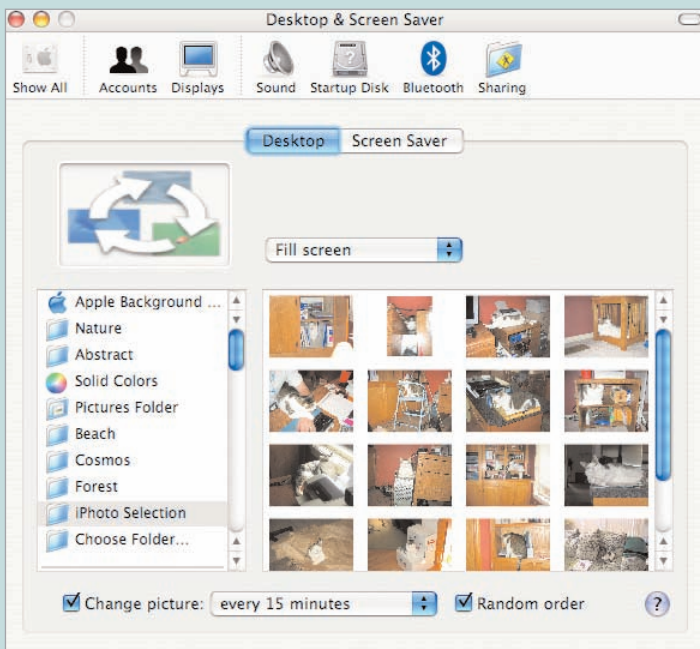 Desktop & Screen Saver
Show All Accounts Displays Sound Startup Disk Bluetooth Sharing
Desktop Screen Saver
Fill screen
Apple Background ...
Nature
Abstract
Solid Colors
Pictures Folder
Beach
Cosmos
Forest
iPhoto Selection
Choose Folder...
Change picture: every 15 minutes Random order ?